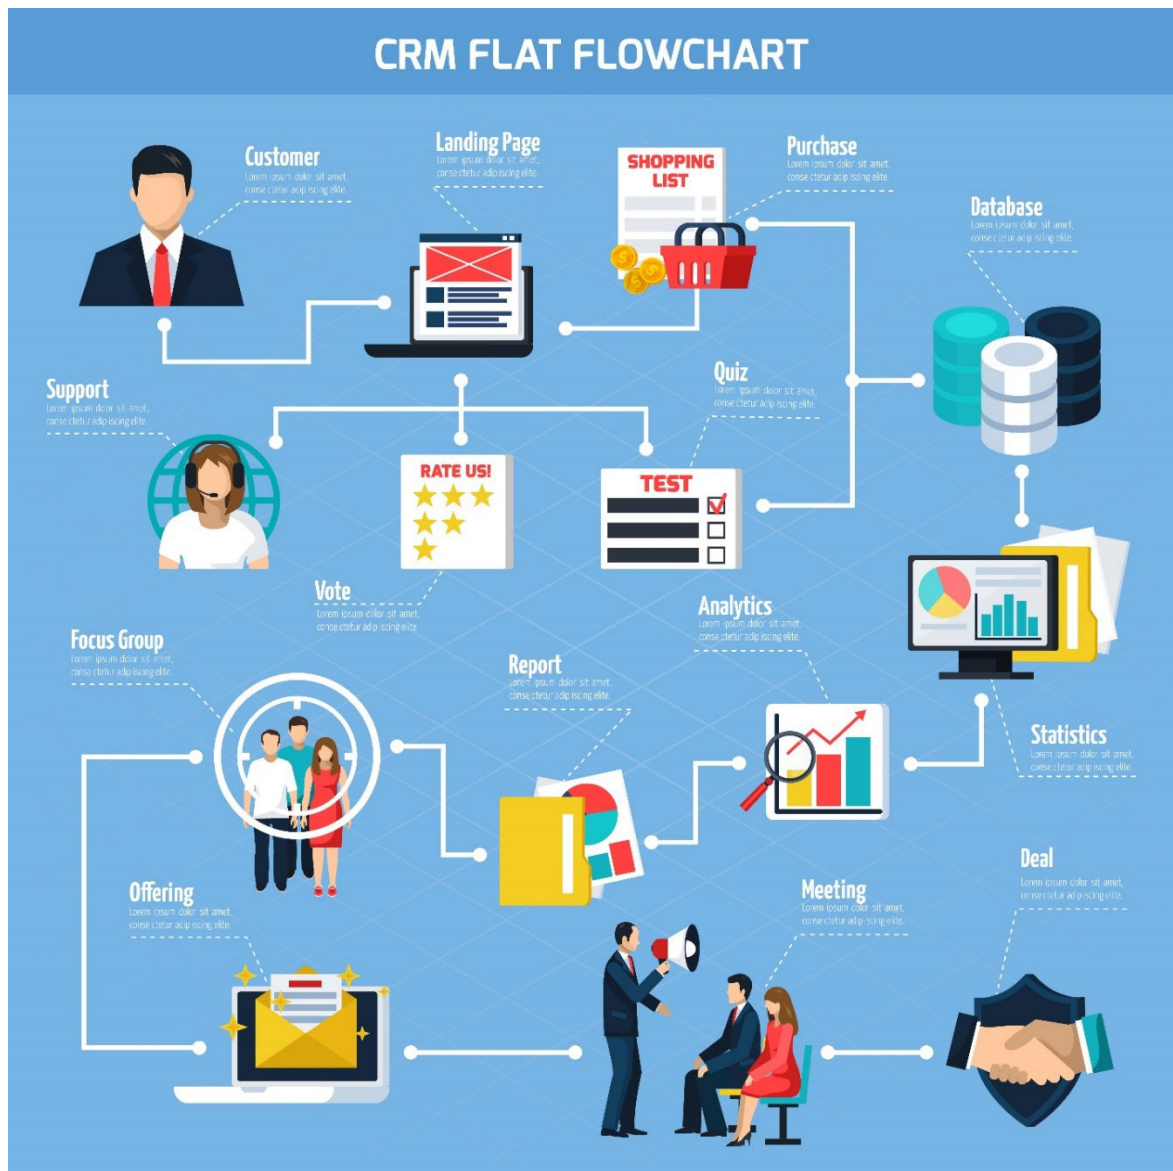 CRM FLAT FLOWCHART
Customer
Lorem ipsum dolor sit amet,
conse ctetur adip iscing elite.
Landing Page
Lorem ipsum dolor sit amet,
conse ctetur adip iscing elite.
SHOPPING
LIST
Purchase
Lorem ipsum dolor sit amet,
conse ctetur adip iscing elite.
Database
Lorem ipsum dolor sit amet,
conse ctetur adip iscing elite.
Support
Lorem ipsum dolor sit amet,
conse ctetur adip iscing elite.
Quiz
Lorem ipsum dolor sit amet,
conse ctetur adip iscing elite.
RATE US!
TEST
Vote
Lorem ipsum dolor sit amet,
conse ctetur adip iscing elite.
Analytics
Lorem ipsum dolor sit amet,
conse ctetur adip iscing elite.
Focus Group
Lorem ipsum dolor sit amet,
conse ctetur adip iscing elite.
Report
Lorem ipsum dolor sit amet,
conse ctetur adip iscing elite.
Statistics
Lorem ipsum dolor sit amet,
conse ctetur adip iscing elite.
Offering
Lorem ipsum dolor sit amet,
conse ctetur adip iscing elite.
Meeting
Lorem ipsum dolor sit amet,
conse ctetur adip iscing elite.
Deal
Lorem ipsum dolor sit amet,
conse ctetur adip iscing elite.